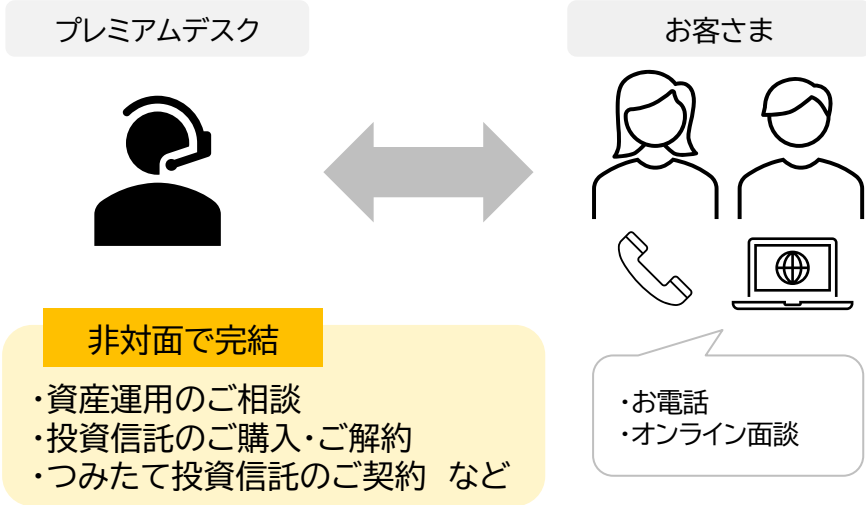 プレミアムデスク
お客さま
非対面で完結
・資産運用のご相談
・投資信託のご購入・ご解約
・つみたて投資信託のご契約　など
・お電話
・オンライン面談